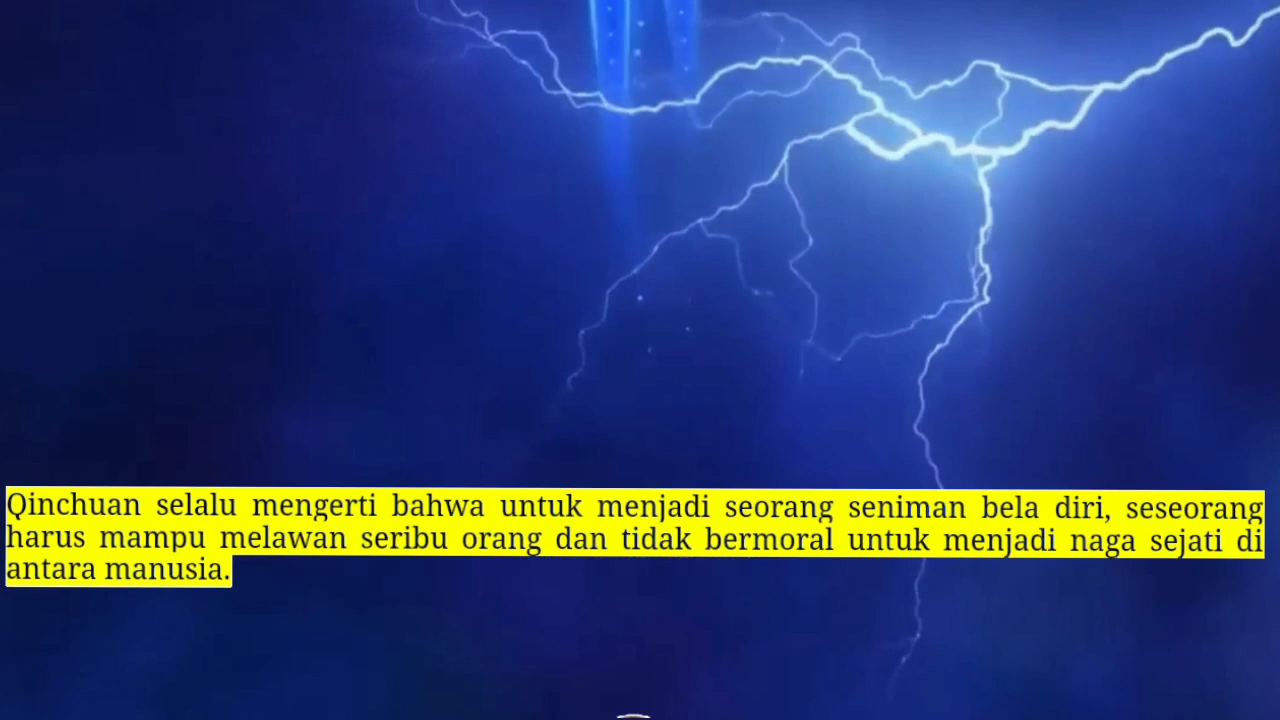 Qinchuan selalu mengerti bahwa untuk menjadi seorang seniman bela diri, seseorang
harus mampu melawan seribu orang dan tidak bermoral untuk menjadi naga sejati di
antara manusia.